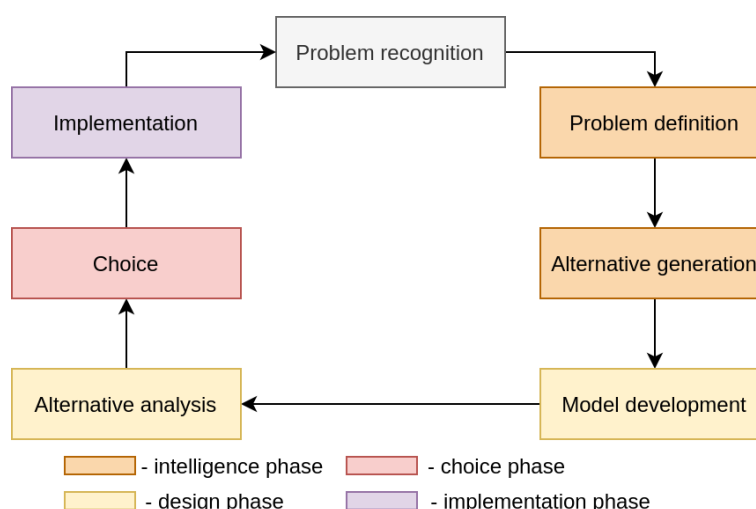 Problem recognition
Implementation
Problem definition
Choice
Alternative generation
Alternative analysis
Model development
- intelligence phase
- choice phase
- design phase
- implementation phase